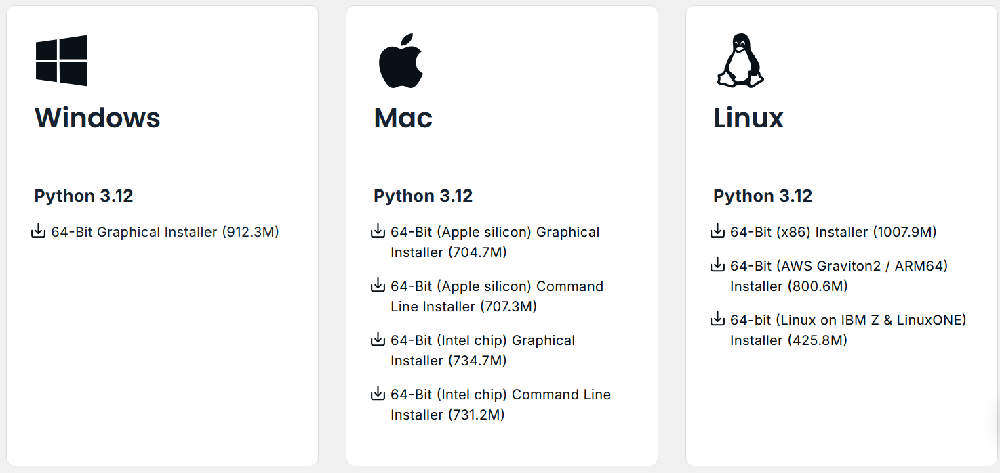 Windows
Python 3.12
64-Bit Graphical Installer (912.3M)
Mac
Python 3.12
64-Bit (Apple silicon) Graphical
Installer (704.7M)
64-Bit (Apple silicon) Command
Line Installer (707.3M)
64-Bit (Intel chip) Graphical
Installer (734.7M)
64-Bit (Intel chip) Command Line
Installer (731.2M)
Linux
Python 3.12
64-Bit (x86) Installer (1007.9M)
64-Bit (AWS Graviton2 / ARM64)
Installer (800.6M)
64-bit (Linux on IBM Z & LinuxONE)
Installer (425.8M)